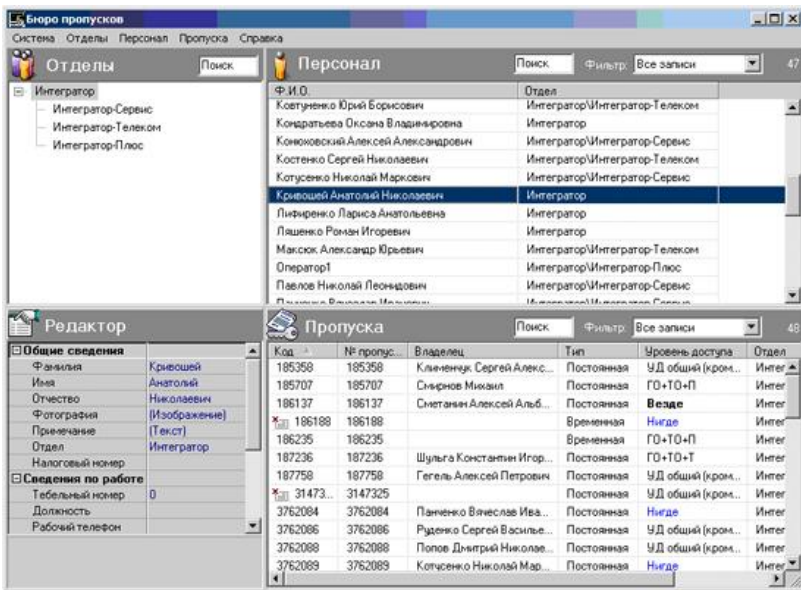 Бюро пропусков
Система Отделы Персонал Пропуска Справка
Отделы Поиск
Интегратор
Интегратор-Сервис
Интегратор-Телеком
Интегратор-Плюс
Персонал Поиск Фильтр: Все записи 47
Ф.И.О. Отдел
Ковтуненко Юрий Борисович Интегратор\Интегратор-Телеком
Кондратьева Оксана Владимировна Интегратор
Конюховский Алексей Александрович Интегратор\Интегратор-Сервис
Костенко Сергей Николаевич Интегратор\Интегратор-Телеком
Котусенко Николай Маркович Интегратор\Интегратор-Сервис
Кривошей Анатолий Николаевич Интегратор
Лифиренко Лариса Анатольевна Интегратор
Ляшенко Роман Игоревич Интегратор
Максюк Александр Юрьевич Интегратор\Интегратор-Телеком
Оператор1 Интегратор\Интегратор-Плюс
Павлов Николай Леонидович Интегратор\Интегратор-Сервис
Редактор
Общие сведения
Фамилия Кривошей
Имя Анатолий
Отчество Николаевич
Фотография (Изображение)
Примечание (Текст)
Отдел Интегратор
Налоговый номер
Сведения по работе
Тебельный номер 0
Должность
Рабочий телефон
Пропуска Поиск Фильтр: Все записи 48
Код № пропус... Владелец Тип Уровень доступа Отдел
185358 185358 Клименчук Сергей Алекс... Постоянная УД общий (кром... Интег
185707 185707 Смирнов Михаил Постоянная ГО+ТО+П Интег
186137 186137 Сметанин Алексей Альб... Постоянная Везде Интег
186188 186188 Временная Нигде Интег
186235 186235 Временная ГО+ТО+П Интег
187236 187236 Шульга Константин Игор... Постоянная ГО+ТО+Т Интег
187758 187758 Гегель Алексей Петрович Постоянная УД общий (кром... Интег
31473... 3147325 Постоянная УД общий (кром... Интег
3762084 3762084 Панченко Вячеслав Ива... Постоянная Нигде Интег
3762086 3762086 Руденко Сергей Василье... Постоянная УД общий (кром... Интег
3762088 3762088 Попов Дмитрий Николае... Постоянная УД общий (кром... Интег
3762089 3762089 Котусенко Николай Мар... Постоянная Нигде Интег